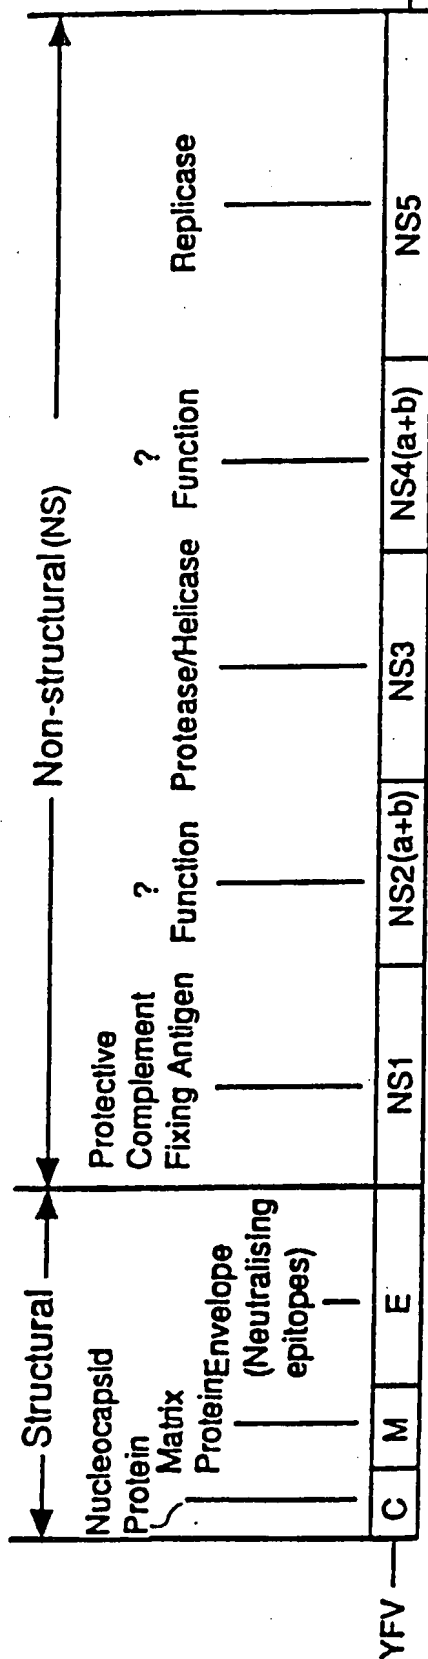 Structural
Non-structural (NS)
Nucleocapsid
Protein
Matrix
Protein
Envelope
(Neutralising
epitopes)
Protective
Complement
Fixing Antigen
?
Function
Protease/Helicase
?
Function
Replicase
YFV
C
M
E
NS1
NS2(a+b)
NS3
NS4(a+b)
NS5